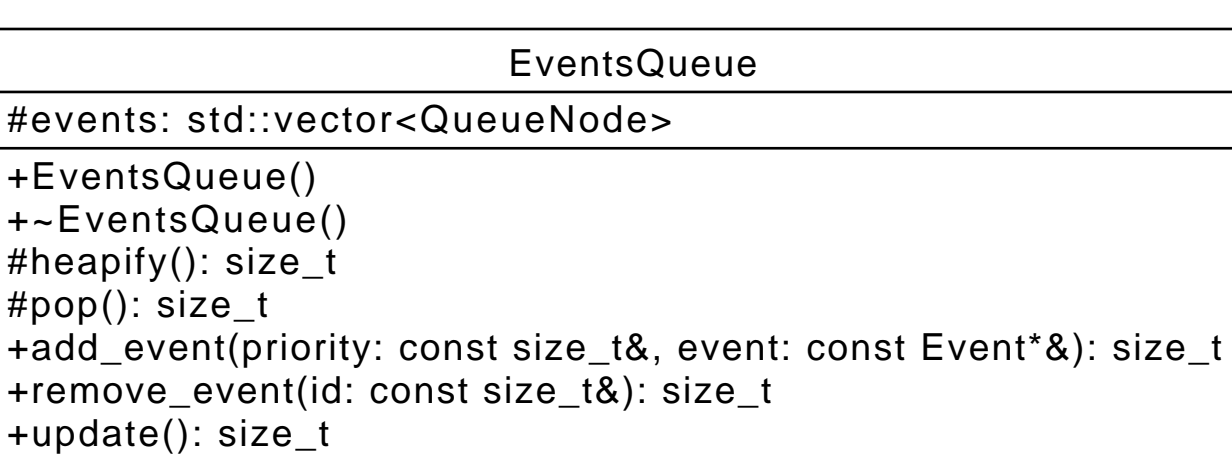 EventsQueue
#events: std::vector<QueueNode>
+EventsQueue()
+~EventsQueue()
#heapify(): size_t
#pop(): size_t
+add_event(priority: const size_t&, event: const Event*&): size_t
+remove_event(id: const size_t&): size_t
+update(): size_t